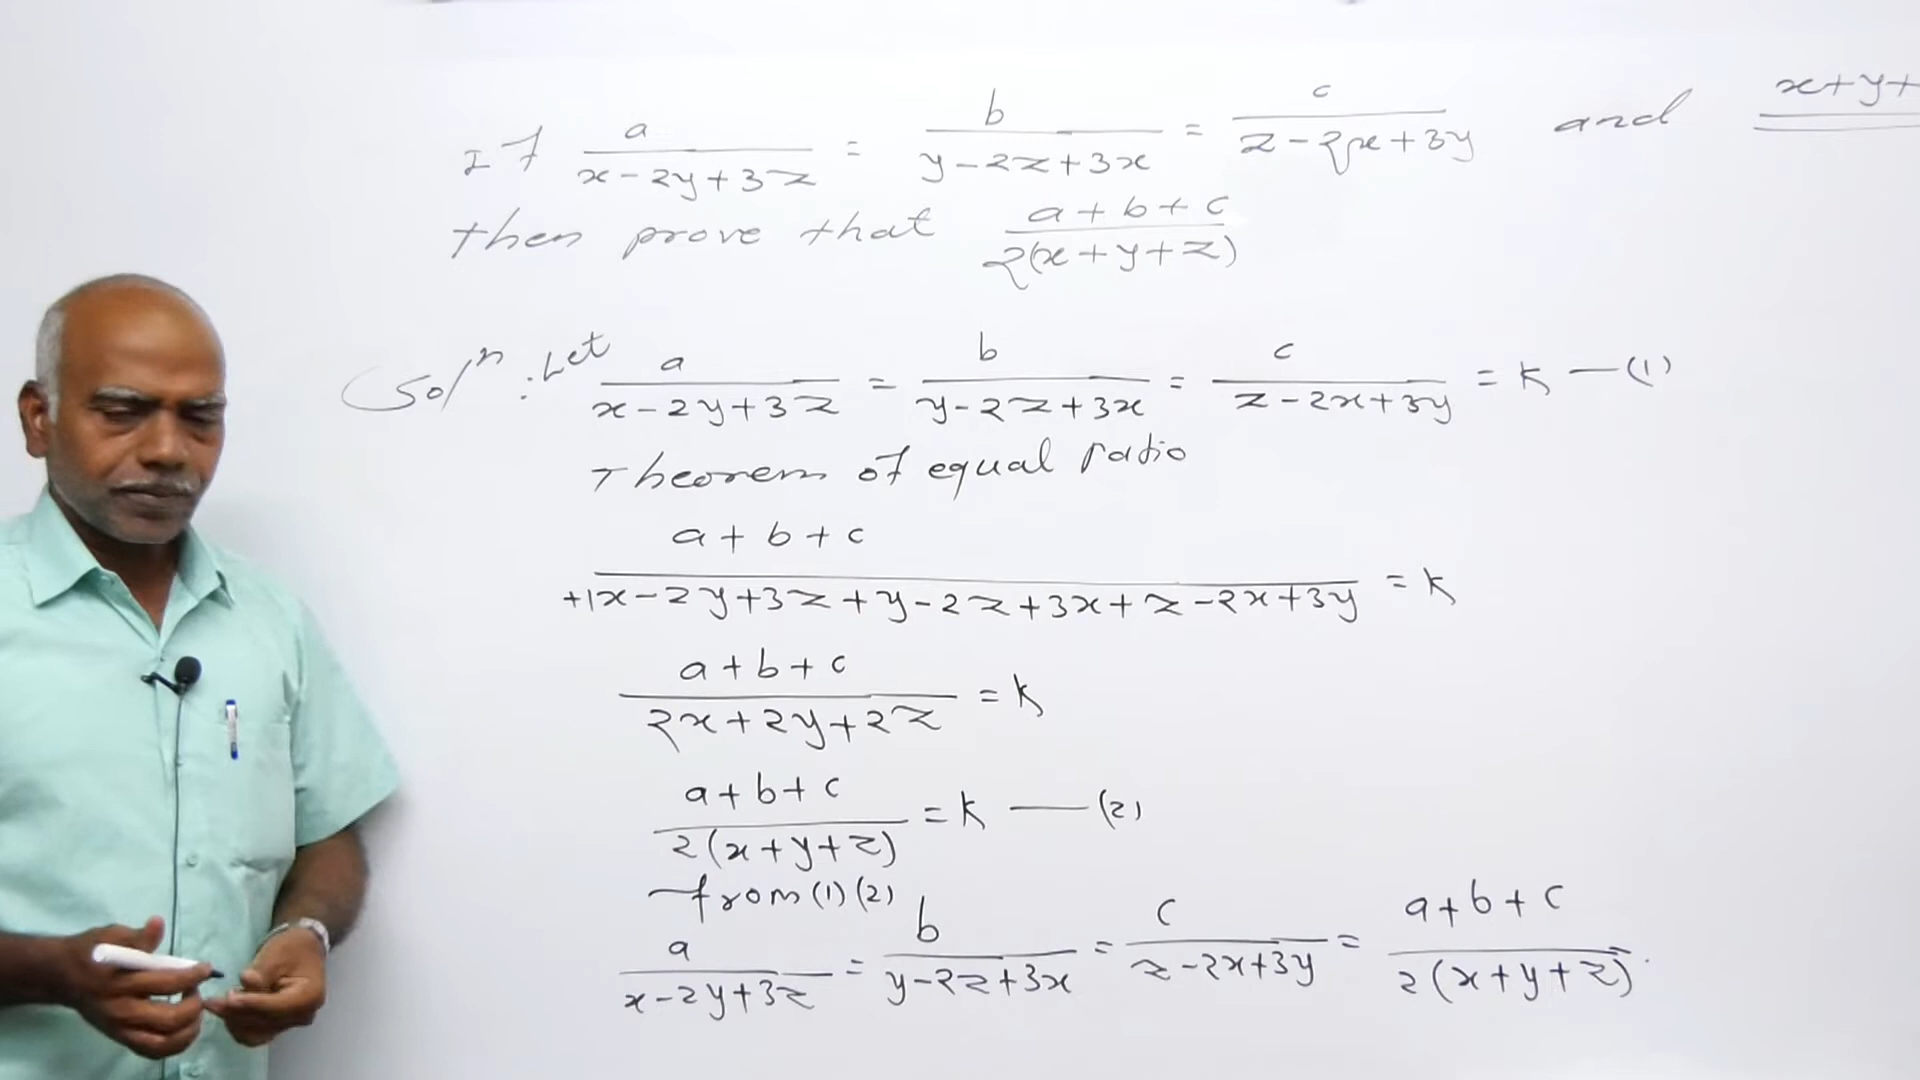 If a/(x-2y+3z) = b/(y-2z+3x) = c/(z-2x+3y) and x+y+
then prove that (a+b+c)/(2(x+y+z))
Solⁿ : Let a/(x-2y+3z) = b/(y-2z+3x) = c/(z-2x+3y) = k —(1)
Theorem of equal ratio
(a+b+c)/(+1x-2y+3z+y-2z+3x+z-2x+3y) = k
(a+b+c)/(2x+2y+2z) = k
(a+b+c)/(2(x+y+z)) = k —(2)
from (1) (2)
a/(x-2y+3z) = b/(y-2z+3x) = c/(z-2x+3y) = (a+b+c)/(2(x+y+z)).